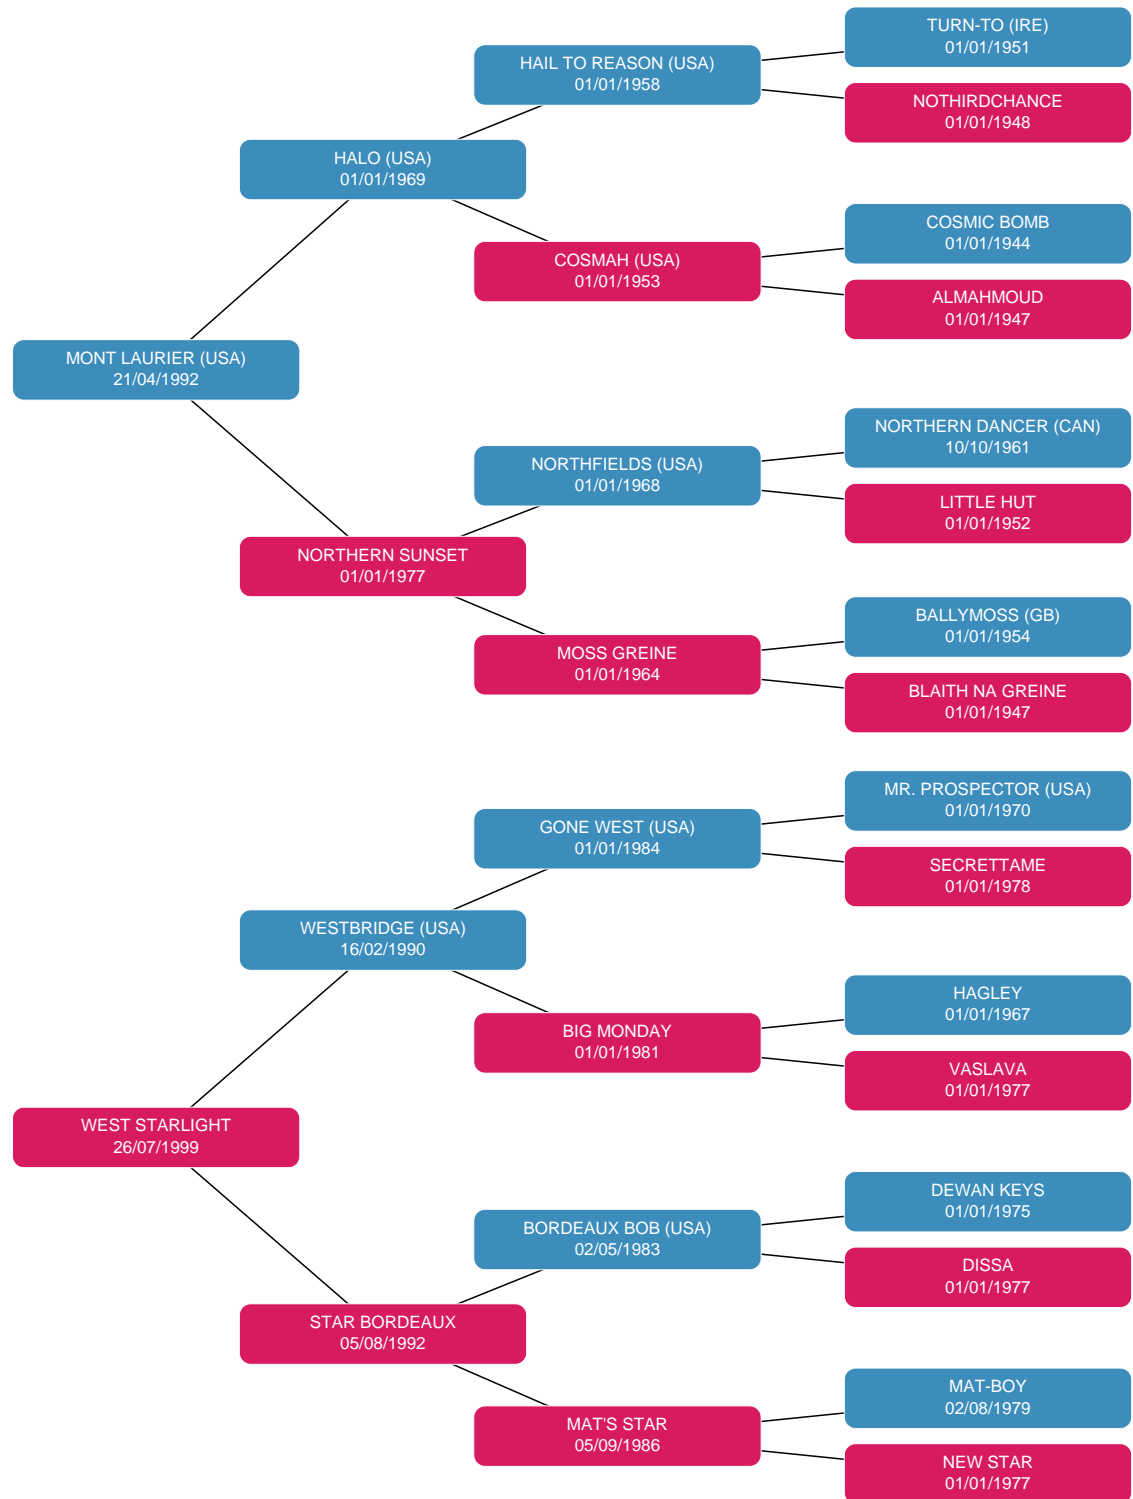 TURN-TO (IRE)
01/01/1951
HAIL TO REASON (USA)
01/01/1958
NOTHIRDCHANCE
01/01/1948
HALO (USA)
01/01/1969
COSMIC BOMB
01/01/1944
COSMAH (USA)
01/01/1953
ALMAHMOUD
01/01/1947
MONT LAURIER (USA)
21/04/1992
NORTHERN DANCER (CAN)
10/10/1961
NORTHFIELDS (USA)
01/01/1968
LITTLE HUT
01/01/1952
NORTHERN SUNSET
01/01/1977
BALLYMOSS (GB)
01/01/1954
MOSS GREINE
01/01/1964
BLAITH NA GREINE
01/01/1947
MR. PROSPECTOR (USA)
01/01/1970
GONE WEST (USA)
01/01/1984
SECRETTAME
01/01/1978
WESTBRIDGE (USA)
16/02/1990
HAGLEY
01/01/1967
BIG MONDAY
01/01/1981
VASLAVA
01/01/1977
WEST STARLIGHT
26/07/1999
DEWAN KEYS
01/01/1975
BORDEAUX BOB (USA)
02/05/1983
DISSA
01/01/1977
STAR BORDEAUX
05/08/1992
MAT-BOY
02/08/1979
MAT'S STAR
05/09/1986
NEW STAR
01/01/1977